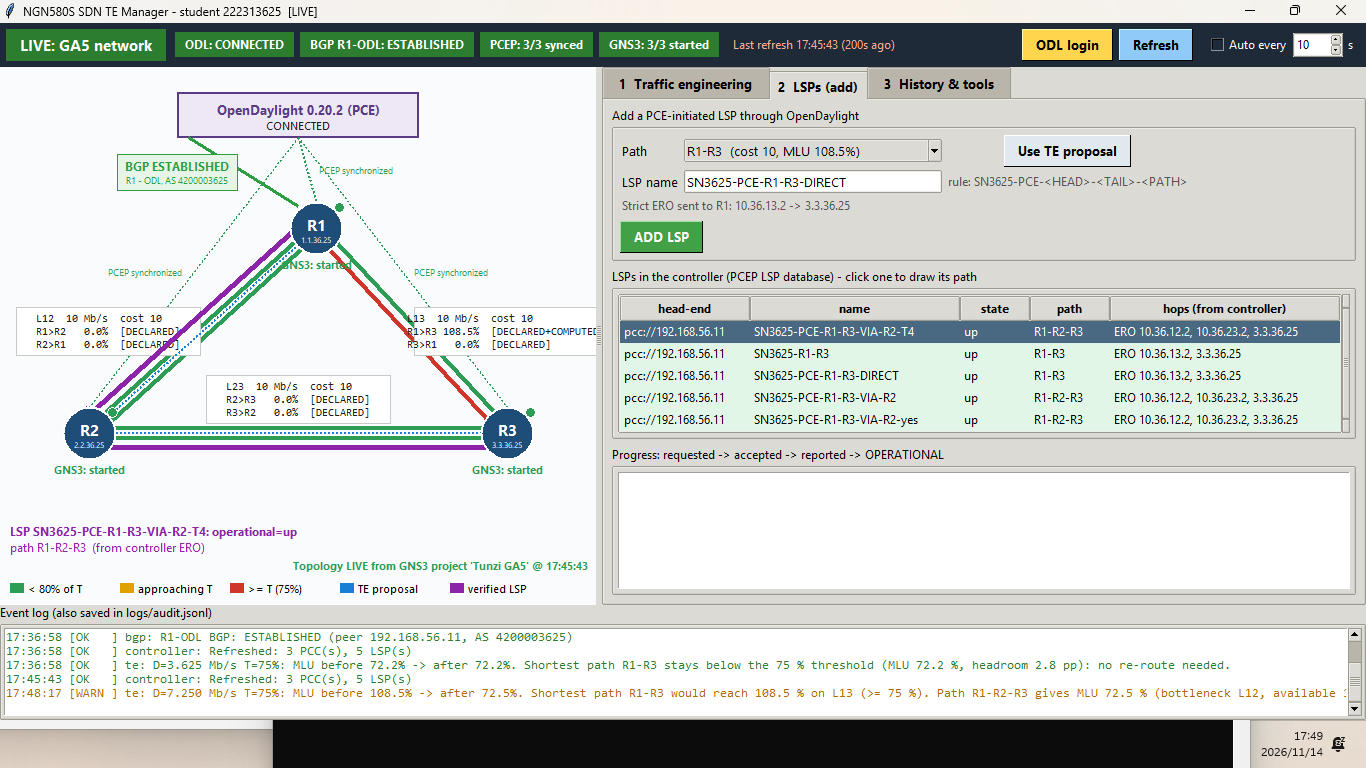 NGN580S SDN TE Manager - student 222313625 [LIVE]
LIVE: GA5 network
ODL: CONNECTED
BGP R1-ODL: ESTABLISHED
PCEP: 3/3 synced
GNS3: 3/3 started
Last refresh 17:45:43 (200s ago)
ODL login
Refresh
Auto every 10 s
OpenDaylight 0.20.2 (PCE)
CONNECTED
BGP ESTABLISHED
R1 - ODL, AS 4200003625
PCEP synchronized
R1
1.1.36.25
GNS3: started
PCEP synchronized
PCEP synchronized
L12 10 Mb/s cost 10
R1>R2 0.0% [DECLARED]
R2>R1 0.0% [DECLARED]
L13 10 Mb/s cost 10
R1>R3 108.5% [DECLARED+COMPUTED
R3>R1 0.0% [DECLARED]
L23 10 Mb/s cost 10
R2>R3 0.0% [DECLARED]
R3>R2 0.0% [DECLARED]
R2
2.2.36.25
GNS3: started
R3
3.3.36.25
GNS3: started
LSP SN3625-PCE-R1-R3-VIA-R2-T4: operational=up
path R1-R2-R3 (from controller ERO)
Topology LIVE from GNS3 project 'Tunzi GA5' @ 17:45:43
< 80% of T
approaching T
>= T (75%)
TE proposal
verified LSP
1 Traffic engineering
2 LSPs (add)
3 History & tools
Add a PCE-initiated LSP through OpenDaylight
Path R1-R3 (cost 10, MLU 108.5%)
Use TE proposal
LSP name SN3625-PCE-R1-R3-DIRECT rule: SN3625-PCE-<HEAD>-<TAIL>-<PATH>
Strict ERO sent to R1: 10.36.13.2 -> 3.3.36.25
ADD LSP
LSPs in the controller (PCEP LSP database) - click one to draw its path
head-end name state path hops (from controller)
pcc://192.168.56.11 SN3625-PCE-R1-R3-VIA-R2-T4 up R1-R2-R3 ERO 10.36.12.2, 10.36.23.2, 3.3.36.25
pcc://192.168.56.11 SN3625-R1-R3 up R1-R3 ERO 10.36.13.2, 3.3.36.25
pcc://192.168.56.11 SN3625-PCE-R1-R3-DIRECT up R1-R3 ERO 10.36.13.2, 3.3.36.25
pcc://192.168.56.11 SN3625-PCE-R1-R3-VIA-R2 up R1-R2-R3 ERO 10.36.12.2, 10.36.23.2, 3.3.36.25
pcc://192.168.56.11 SN3625-PCE-R1-R3-VIA-R2-yes up R1-R2-R3 ERO 10.36.12.2, 10.36.23.2, 3.3.36.25
Progress: requested -> accepted -> reported -> OPERATIONAL
Event log (also saved in logs/audit.jsonl)
17:36:58 [OK ] bgp: R1-ODL BGP: ESTABLISHED (peer 192.168.56.11, AS 4200003625)
17:36:58 [OK ] controller: Refreshed: 3 PCC(s), 5 LSP(s)
17:36:58 [OK ] te: D=3.625 Mb/s T=75%: MLU before 72.2% -> after 72.2%. Shortest path R1-R3 stays below the 75 % threshold (MLU 72.2 %, headroom 2.8 pp): no re-route needed.
17:45:43 [OK ] controller: Refreshed: 3 PCC(s), 5 LSP(s)
17:48:17 [WARN ] te: D=7.250 Mb/s T=75%: MLU before 108.5% -> after 72.5%. Shortest path R1-R3 would reach 108.5 % on L13 (>= 75 %). Path R1-R2-R3 gives MLU 72.5 % (bottleneck L12, available
17:49
2026/11/14